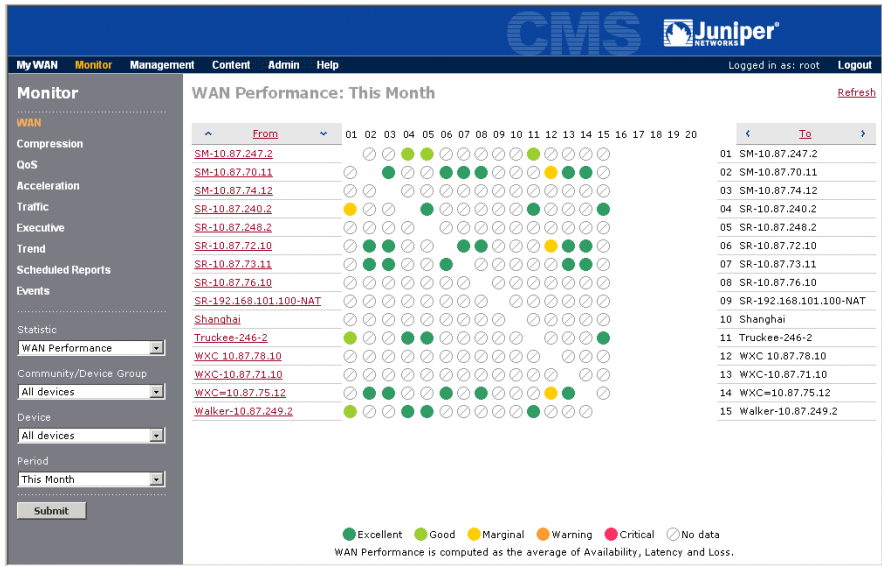 CMS
Juniper®
NETWORKS
My WAN Monitor Management Content Admin Help Logged in as: root Logout
Monitor
WAN
Compression
QoS
Acceleration
Traffic
Executive
Trend
Scheduled Reports
Events
Statistic
WAN Performance
Community/Device Group
All devices
Device
All devices
Period
This Month
Submit
WAN Performance: This Month
Refresh
From 01 02 03 04 05 06 07 08 09 10 11 12 13 14 15 16 17 18 19 20
SM-10.87.247.2
SM-10.87.70.11
SM-10.87.74.12
SR-10.87.240.2
SR-10.87.248.2
SR-10.87.72.10
SR-10.87.73.11
SR-10.87.76.10
SR-192.168.101.100-NAT
Shanghai
Truckee-246-2
WXC 10.87.78.10
WXC-10.87.71.10
WXC=10.87.75.12
Walker-10.87.249.2
To
01 SM-10.87.247.2
02 SM-10.87.70.11
03 SM-10.87.74.12
04 SR-10.87.240.2
05 SR-10.87.248.2
06 SR-10.87.72.10
07 SR-10.87.73.11
08 SR-10.87.76.10
09 SR-192.168.101.100-NAT
10 Shanghai
11 Truckee-246-2
12 WXC 10.87.78.10
13 WXC-10.87.71.10
14 WXC=10.87.75.12
15 Walker-10.87.249.2
Excellent Good Marginal Warning Critical No data
WAN Performance is computed as the average of Availability, Latency and Loss.